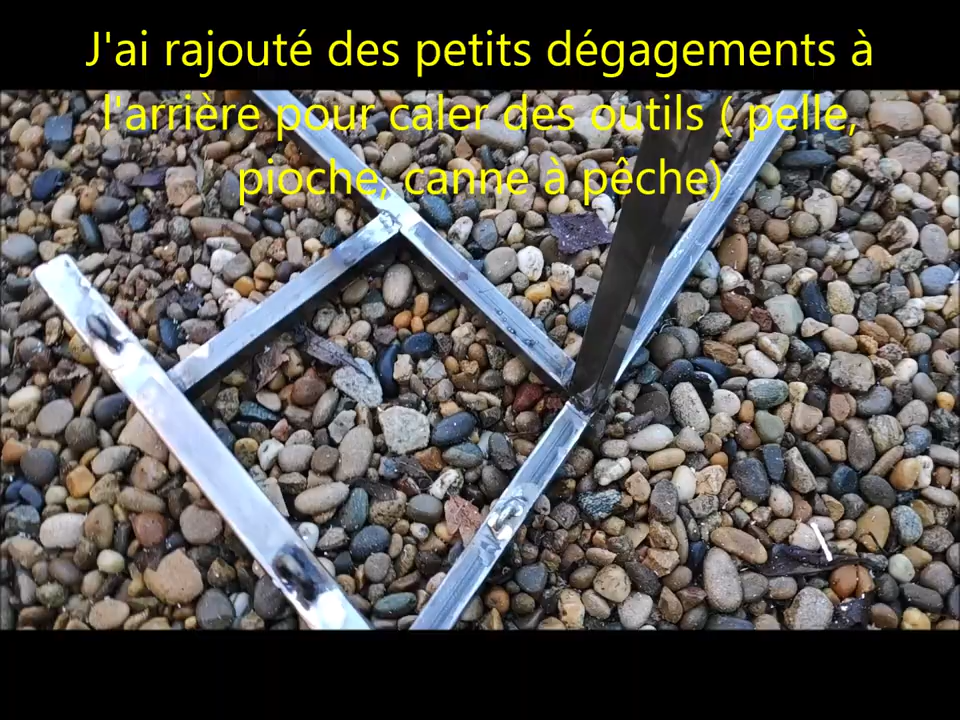 J'ai rajouté des petits dégagements à
l'arrière pour caler des outils ( pelle,
pioche, canne à pêche)